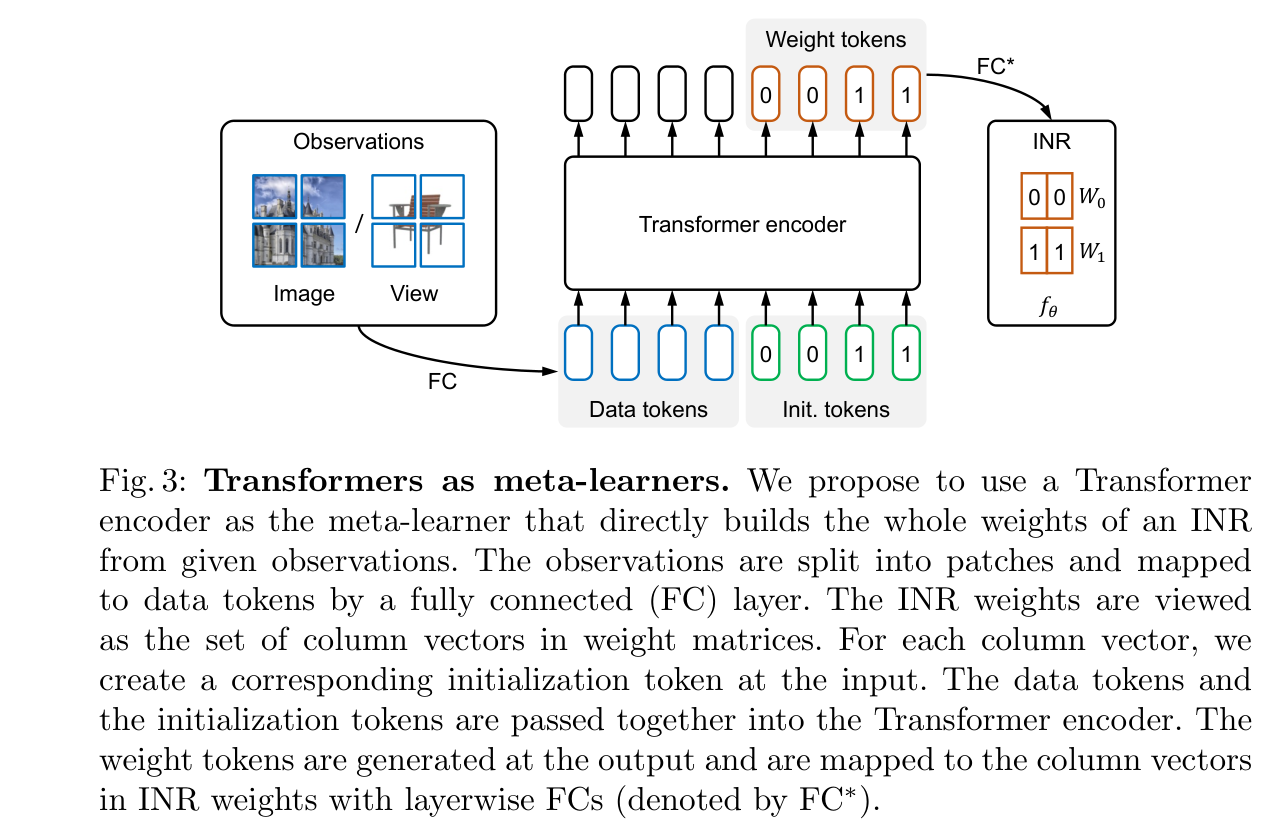 Weight tokens
FC*
0 0 1 1
Observations
INR
0 0 W₀
/
Transformer encoder
1 1 W₁
Image View
f_θ
0 0 1 1
FC
Data tokens Init. tokens
Fig. 3: Transformers as meta-learners. We propose to use a Transformer
encoder as the meta-learner that directly builds the whole weights of an INR
from given observations. The observations are split into patches and mapped
to data tokens by a fully connected (FC) layer. The INR weights are viewed
as the set of column vectors in weight matrices. For each column vector, we
create a corresponding initialization token at the input. The data tokens and
the initialization tokens are passed together into the Transformer encoder. The
weight tokens are generated at the output and are mapped to the column vectors
in INR weights with layerwise FCs (denoted by FC*).